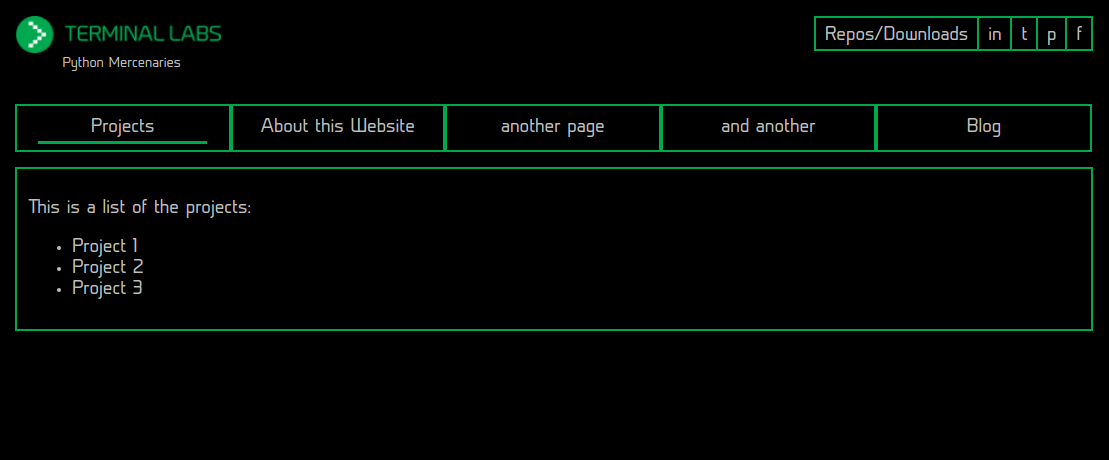 TERMINAL LABS
Python Mercenaries
Repos/Downloads in t p f
Projects About this Website another page and another Blog
This is a list of the projects:
Project 1
Project 2
Project 3